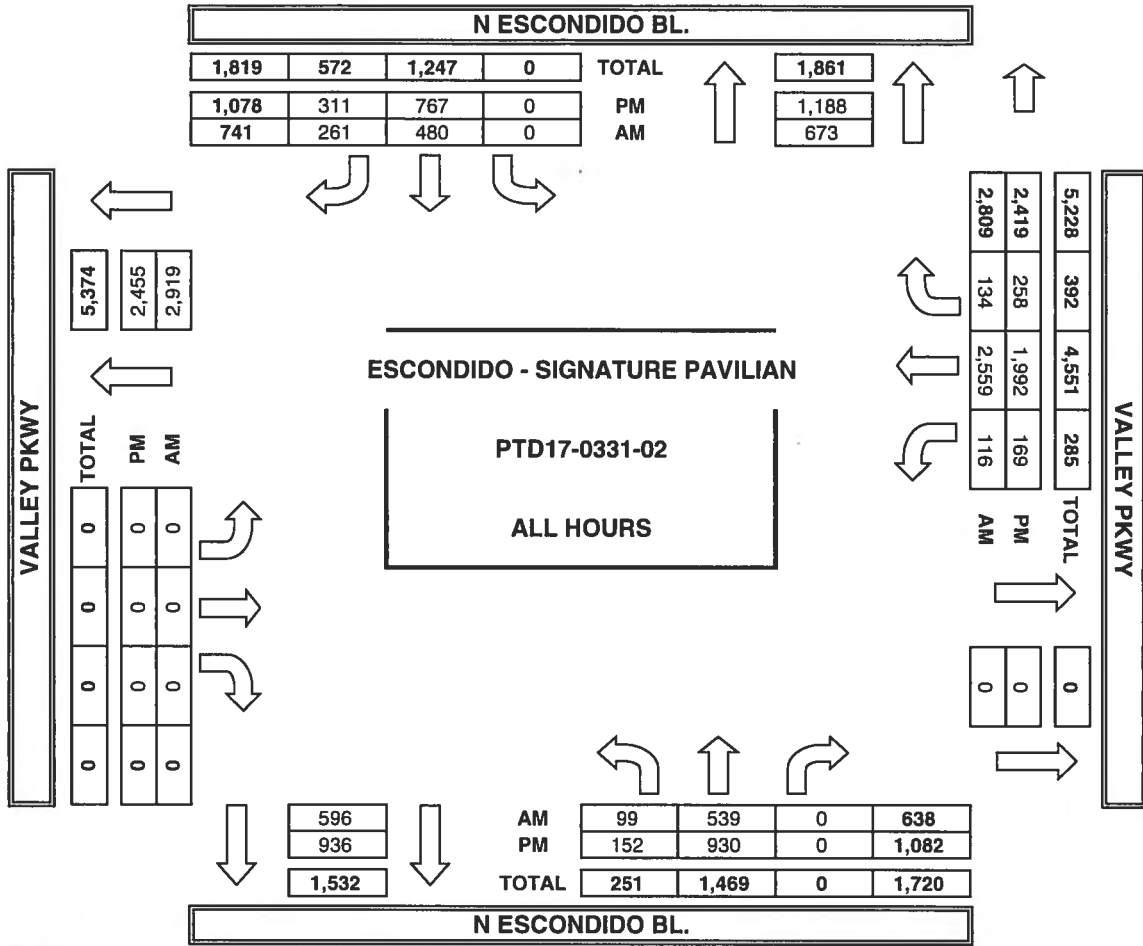 N ESCONDIDO BL.
1,819 572 1,247 0 TOTAL 1,861
1,078 311 767 0 PM 1,188
741 261 480 0 AM 673
VALLEY PKWY
5,374 2,455 2,919
TOTAL PM AM
0 0 0
0 0 0
0 0 0
0 0 0
ESCONDIDO - SIGNATURE PAVILIAN
PTD17-0331-02
ALL HOURS
2,809 2,419 5,228
134 258 392
2,559 1,992 4,551
116 169 285
AM PM TOTAL
0 0 0
VALLEY PKWY
596 AM 99 539 0 638
936 PM 152 930 0 1,082
1,532 TOTAL 251 1,469 0 1,720
N ESCONDIDO BL.